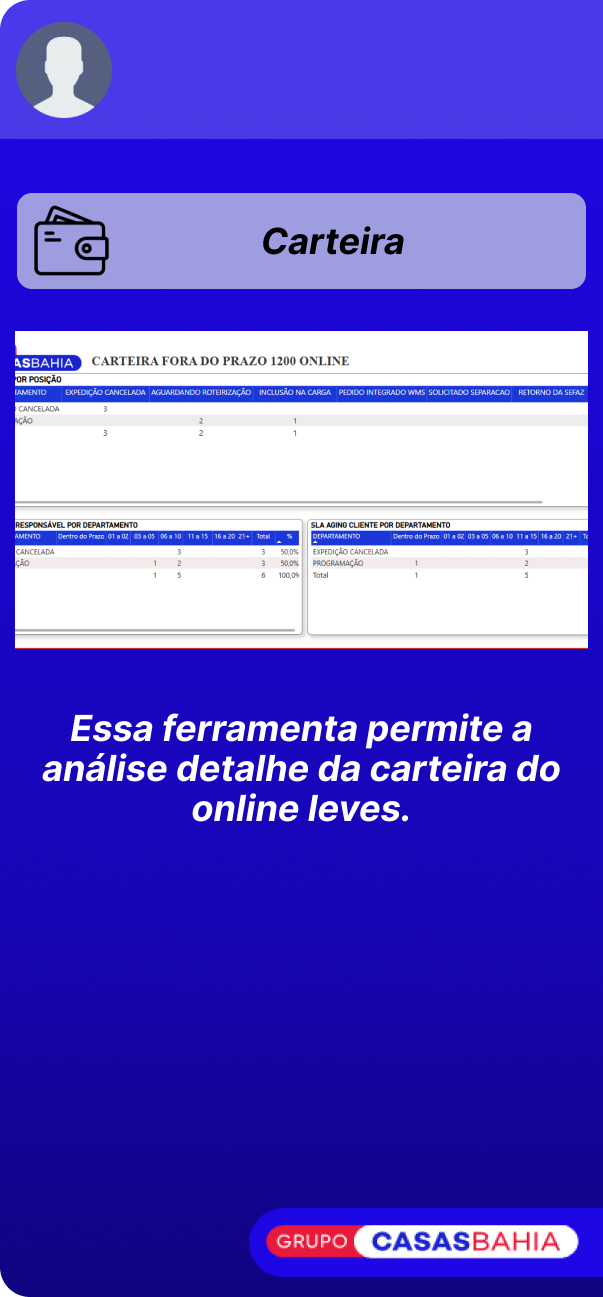 Carteira
ASBAHIA CARTEIRA FORA DO PRAZO 1200 ONLINE
POR POSIÇÃO
TAMENTO EXPEDIÇÃO CANCELADA AGUARDANDO ROTEIRIZAÇÃO INCLUSÃO NA CARGA PEDIDO INTEGRADO WMS SOLICITADO SEPARACAO RETORNO DA SEFAZ
CANCELADA 3
AÇÃO 2 1
3 2 1
RESPONSÁVEL POR DEPARTAMENTO
AMENTO Dentro do Prazo 01 a 02 03 a 05 06 a 10 11 a 15 16 a 20 21+ Total %
CANCELADA 3 3 50,0%
ÇÃO 1 2 3 50,0%
1 5 6 100,0%
SLA AGING CLIENTE POR DEPARTAMENTO
DEPARTAMENTO Dentro do Prazo 01 a 02 03 a 05 06 a 10 11 a 15 16 a 20 21+ To
EXPEDIÇÃO CANCELADA 3
PROGRAMAÇÃO 1 2
Total 1 5
Essa ferramenta permite a
análise detalhe da carteira do
online leves.
GRUPO CASASBAHIA